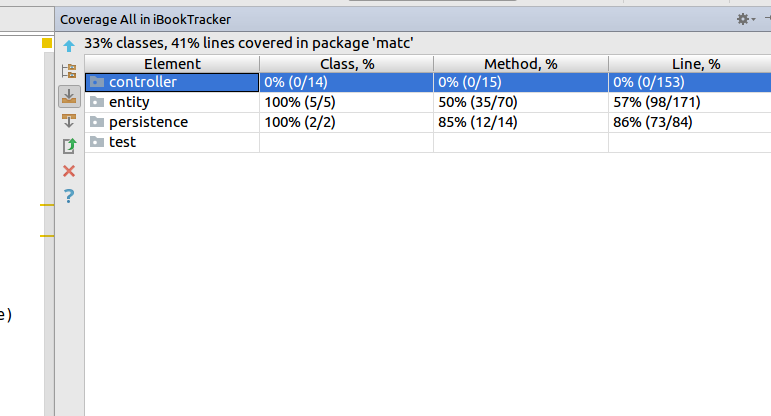 Coverage All in iBookTracker
33% classes, 41% lines covered in package 'matc'
Element Class, % Method, % Line, %
controller 0% (0/14) 0% (0/15) 0% (0/153)
entity 100% (5/5) 50% (35/70) 57% (98/171)
persistence 100% (2/2) 85% (12/14) 86% (73/84)
test
?
e)